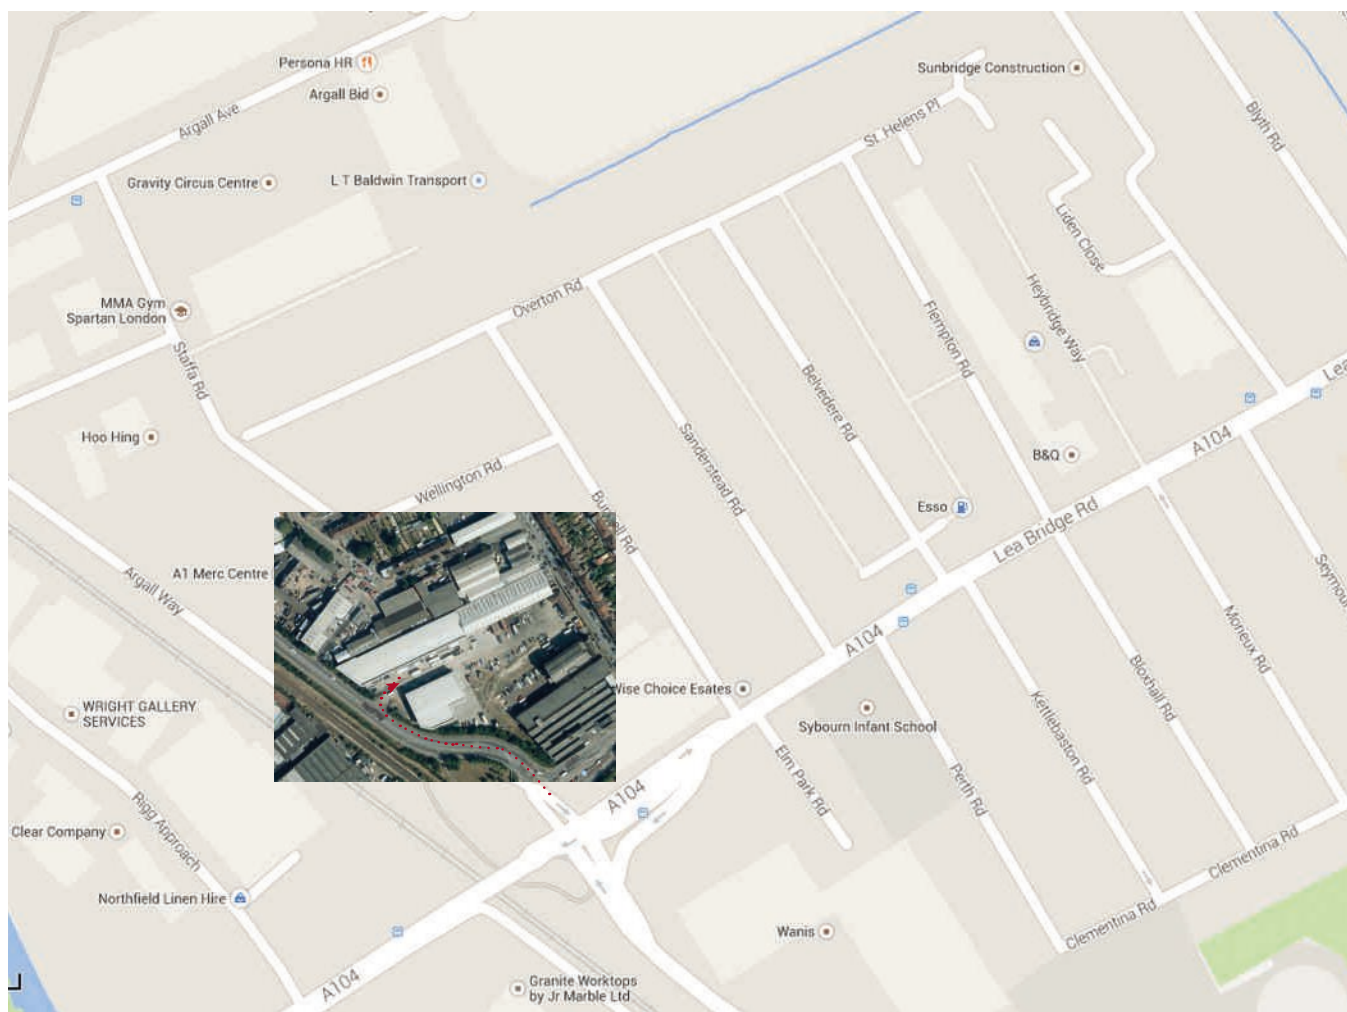 Persona HR
Sunbridge Construction
Argall Bid
Argall Ave
Blyth Rd
St. Helens Pl
Gravity Circus Centre
L T Baldwin Transport
Liden Close
Overton Rd
MMA Gym
Spartan London
Heybridge Way
Flempton Rd
Staffa Rd
Belvedere Rd
Lea
Hoo Hing
Sanderstead Rd
A104
B&Q
Wellington Rd
Esso
Lea Bridge Rd
A1 Merc Centre
Argall Way
Seymou
A104
Moneux Rd
WRIGHT GALLERY
SERVICES
Wise Choice Esates
Bloxhall Rd
Kettlebaston Rd
Sybourn Infant School
Elm Park Rd
Perth Rd
A104
Clear Company
Rigg Approach
Clementina Rd
Northfield Linen Hire
Clementina Rd
Wanis
A104
Granite Worktops
by Jr Marble Ltd